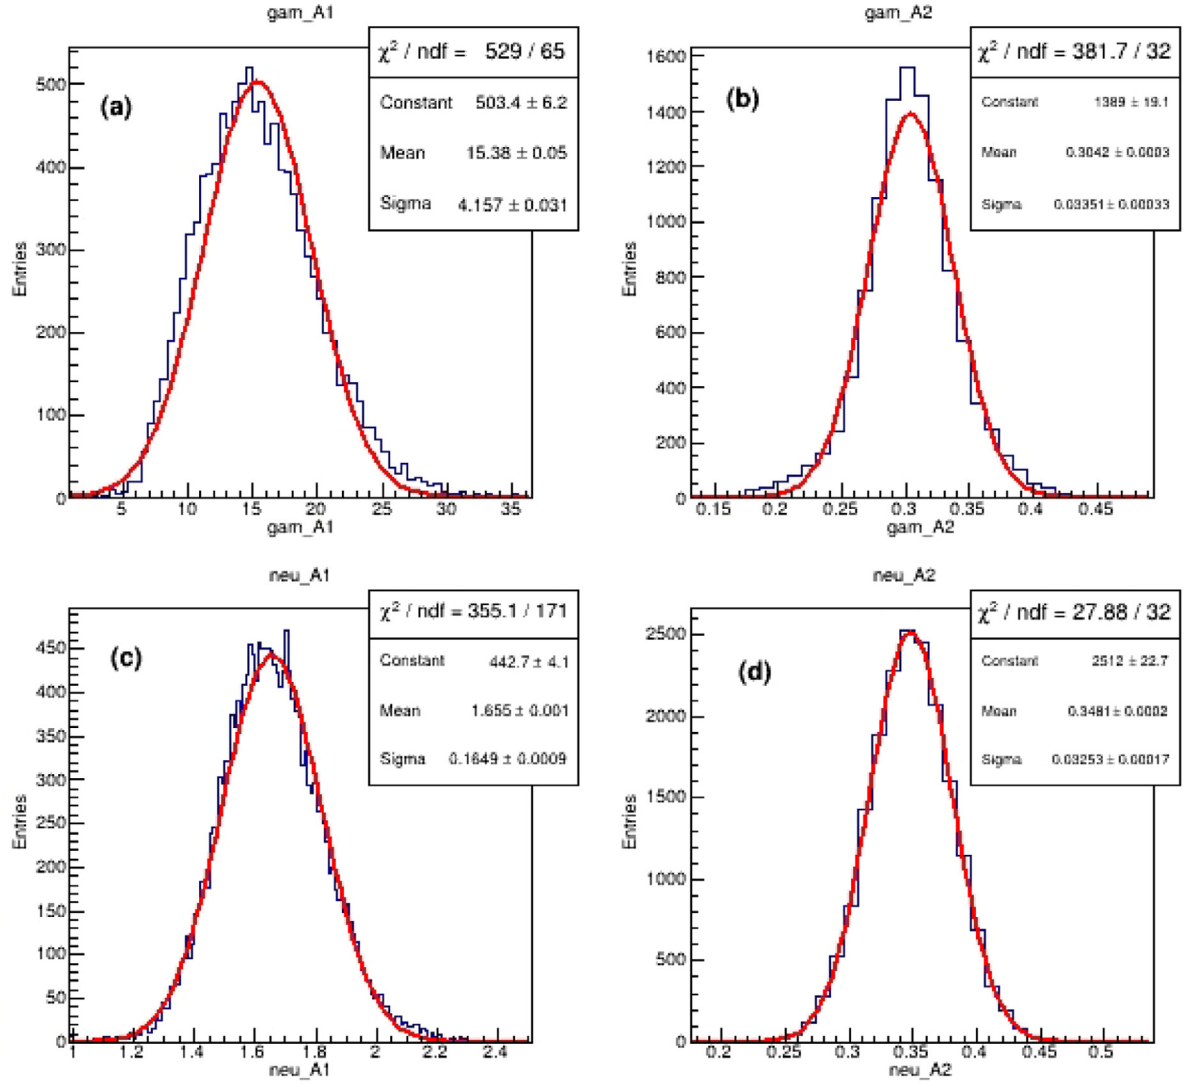 gam_A1
χ² / ndf = 529 / 65
Constant 503.4 ± 6.2
Mean 15.38 ± 0.05
Sigma 4.157 ± 0.031
(a)
500
400
300
200
100
0
Entries
5 10 15 20 25 30 35
gam_A1
gam_A2
χ² / ndf = 381.7 / 32
Constant 1389 ± 19.1
Mean 0.3042 ± 0.0003
Sigma 0.03351 ± 0.00033
(b)
1600
1400
1200
1000
800
600
400
200
0
Entries
0.15 0.2 0.25 0.3 0.35 0.4 0.45
gam_A2
neu_A1
χ² / ndf = 355.1 / 171
Constant 442.7 ± 4.1
Mean 1.655 ± 0.001
Sigma 0.1649 ± 0.0009
(c)
450
400
350
300
250
200
150
100
50
0
Entries
1 1.2 1.4 1.6 1.8 2 2.2 2.4
neu_A1
neu_A2
χ² / ndf = 27.88 / 32
Constant 2512 ± 22.7
Mean 0.3481 ± 0.0002
Sigma 0.03253 ± 0.00017
(d)
2500
2000
1500
1000
500
0
Entries
0.2 0.25 0.3 0.35 0.4 0.45 0.5
neu_A2